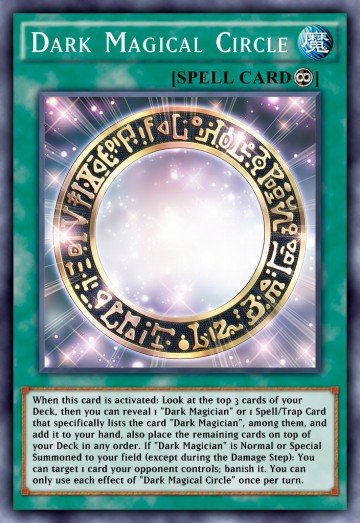 Dark Magical Circle 魔
[SPELL CARD]
When this card is activated: Look at the top 3 cards of your
Deck, then you can reveal 1 "Dark Magician" or 1 Spell/Trap Card
that specifically lists the card "Dark Magician", among them, and
add it to your hand, also place the remaining cards on top of
your Deck in any order. If "Dark Magician" is Normal or Special
Summoned to your field (except during the Damage Step): You can
target 1 card your opponent controls; banish it. You can
only use each effect of "Dark Magical Circle" once per turn.